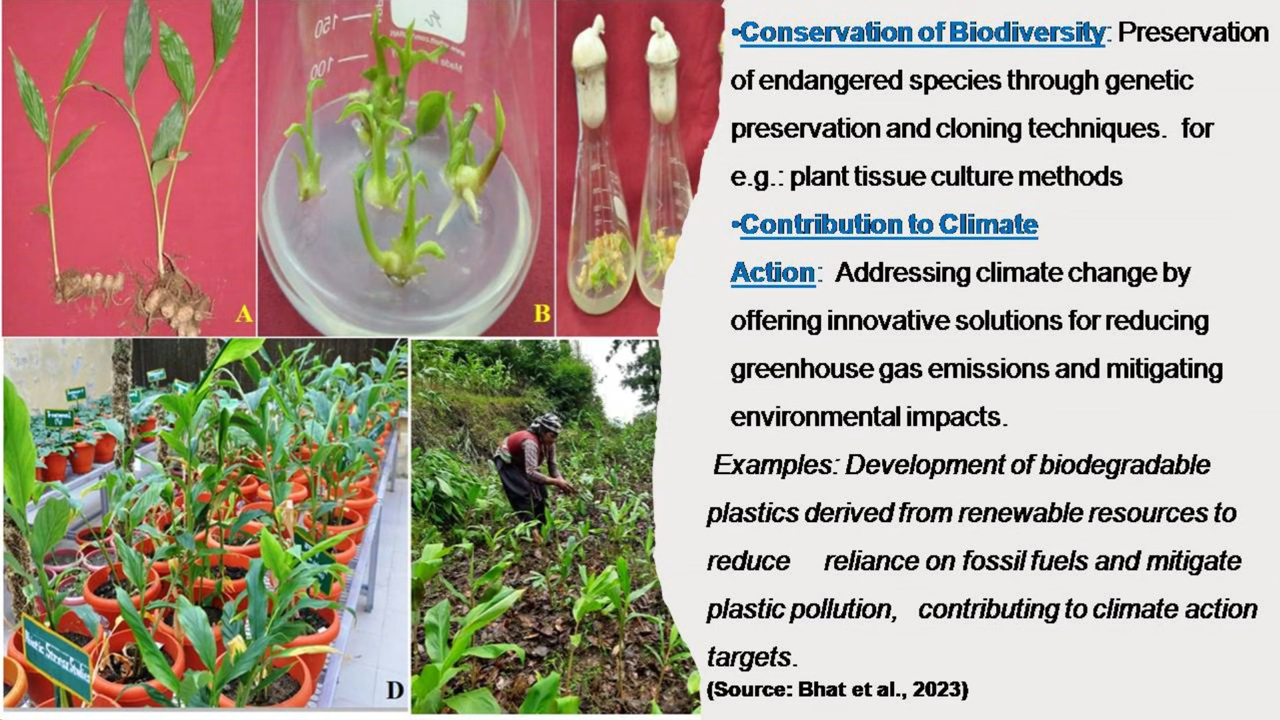 •Conservation of Biodiversity: Preservation
of endangered species through genetic
preservation and cloning techniques.  for
e.g.: plant tissue culture methods
•Contribution to Climate
Action:  Addressing climate change by
offering innovative solutions for reducing
greenhouse gas emissions and mitigating
environmental impacts.
Examples: Development of biodegradable
plastics derived from renewable resources to
reduce     reliance on fossil fuels and mitigate
plastic pollution,   contributing to climate action
targets.
(Source: Bhat et al., 2023)
150
100
A
B
D